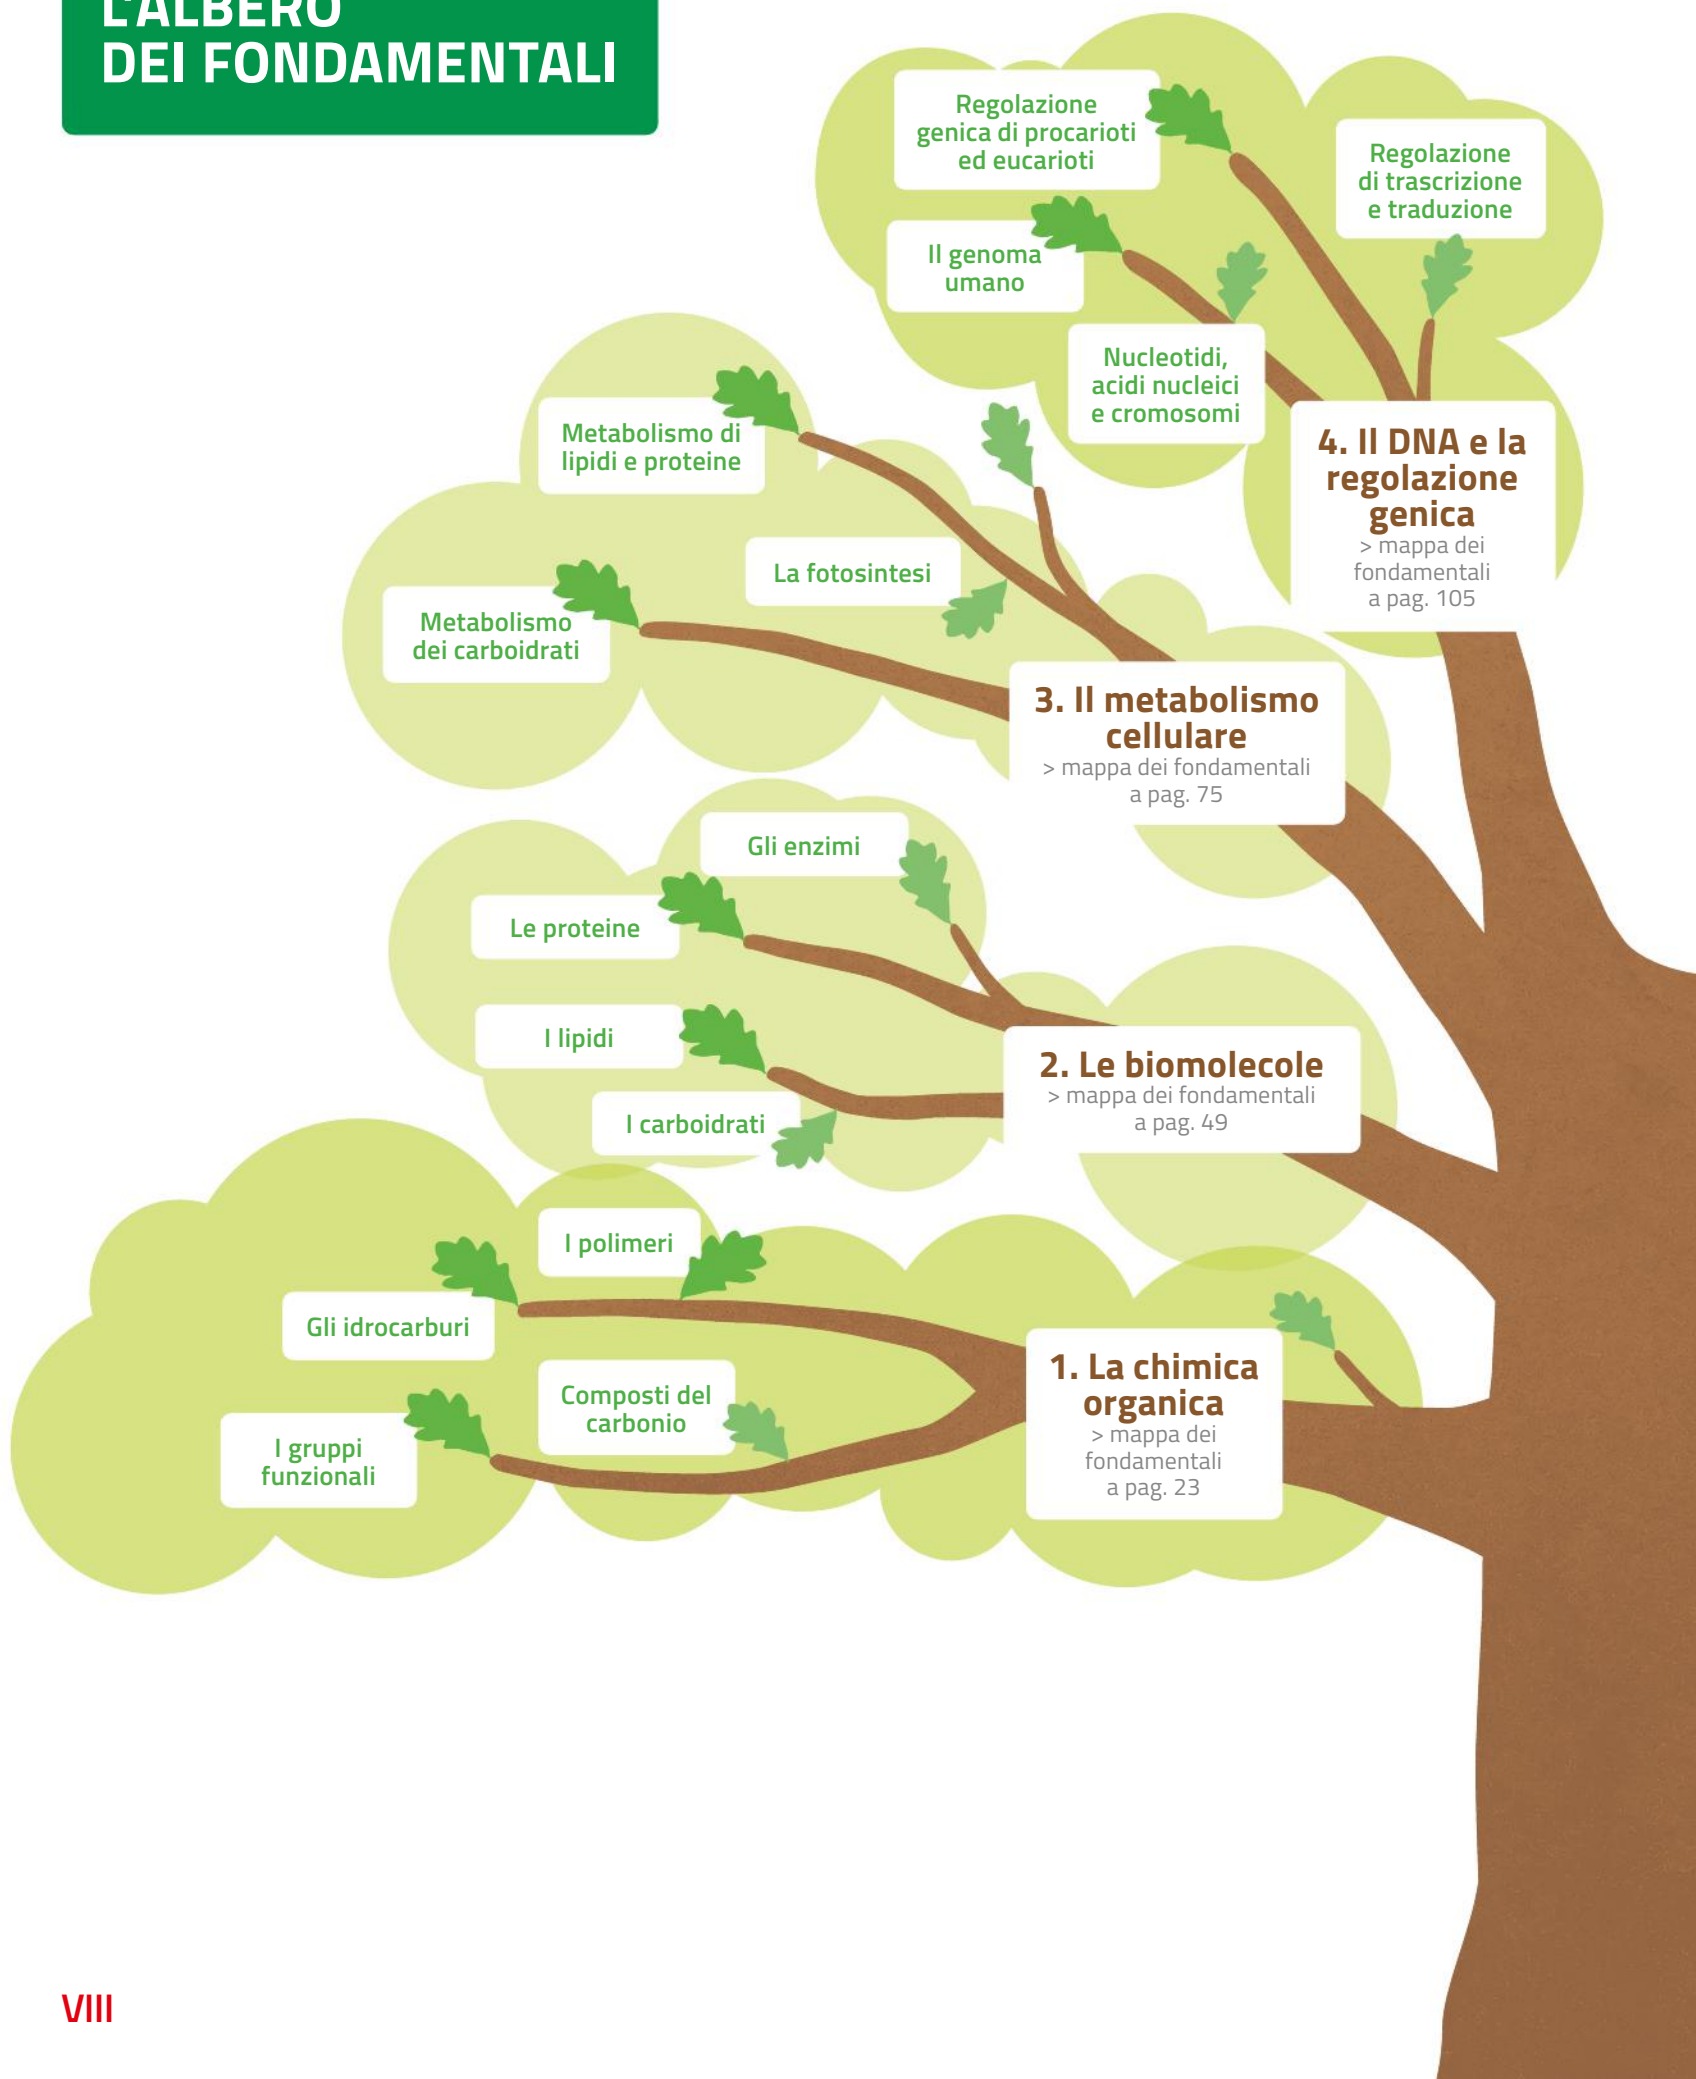 L'ALBERO
DEI FONDAMENTALI
Regolazione
genica di procarioti
ed eucarioti
Regolazione
di trascrizione
e traduzione
Il genoma
umano
Nucleotidi,
acidi nucleici
e cromosomi
4. Il DNA e la
regolazione
genica
> mappa dei
fondamentali
a pag. 105
Metabolismo di
lipidi e proteine
La fotosintesi
Metabolismo
dei carboidrati
3. Il metabolismo
cellulare
> mappa dei fondamentali
a pag. 75
Gli enzimi
Le proteine
I lipidi
I carboidrati
2. Le biomolecole
> mappa dei fondamentali
a pag. 49
I polimeri
Gli idrocarburi
Composti del
carbonio
I gruppi
funzionali
1. La chimica
organica
> mappa dei
fondamentali
a pag. 23
VIII